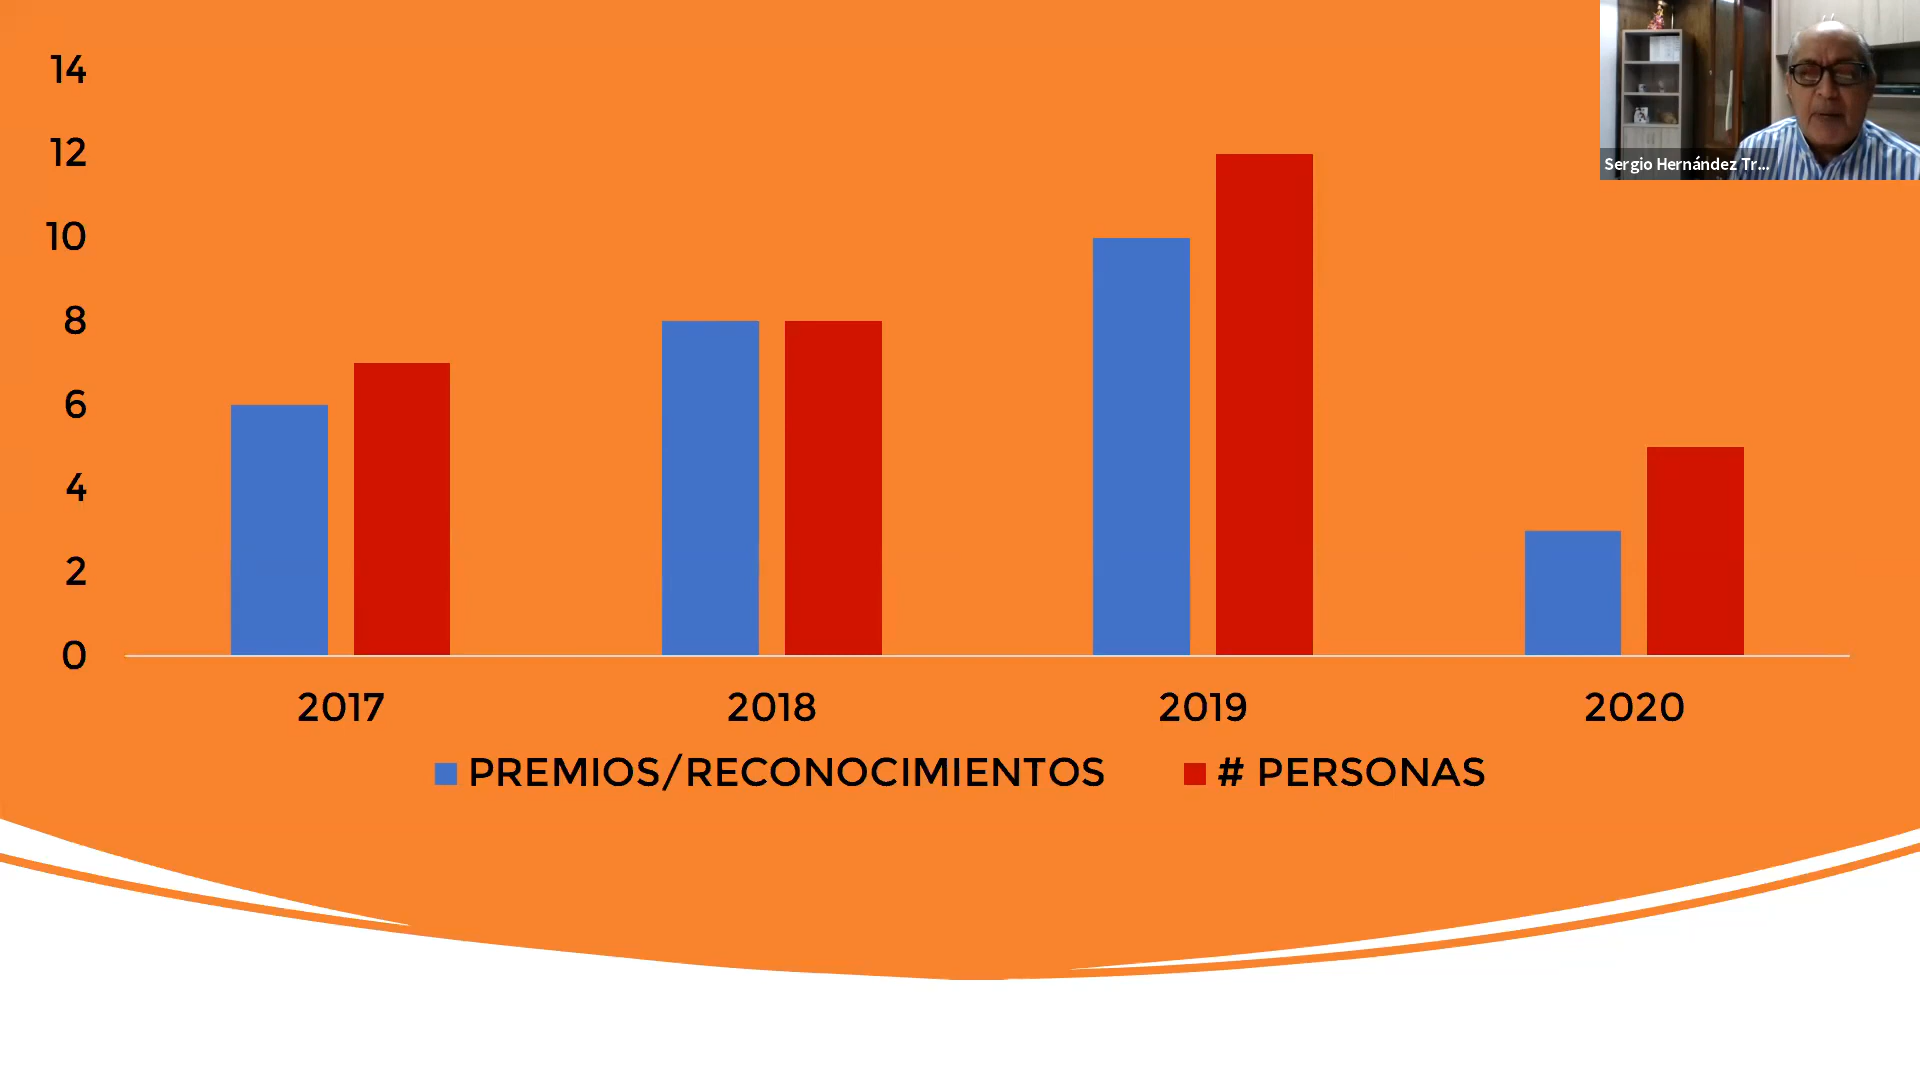 14
12
10
8
6
4
2
0
2017 2018 2019 2020
PREMIOS/RECONOCIMIENTOS # PERSONAS
Sergio Hernández Tr...